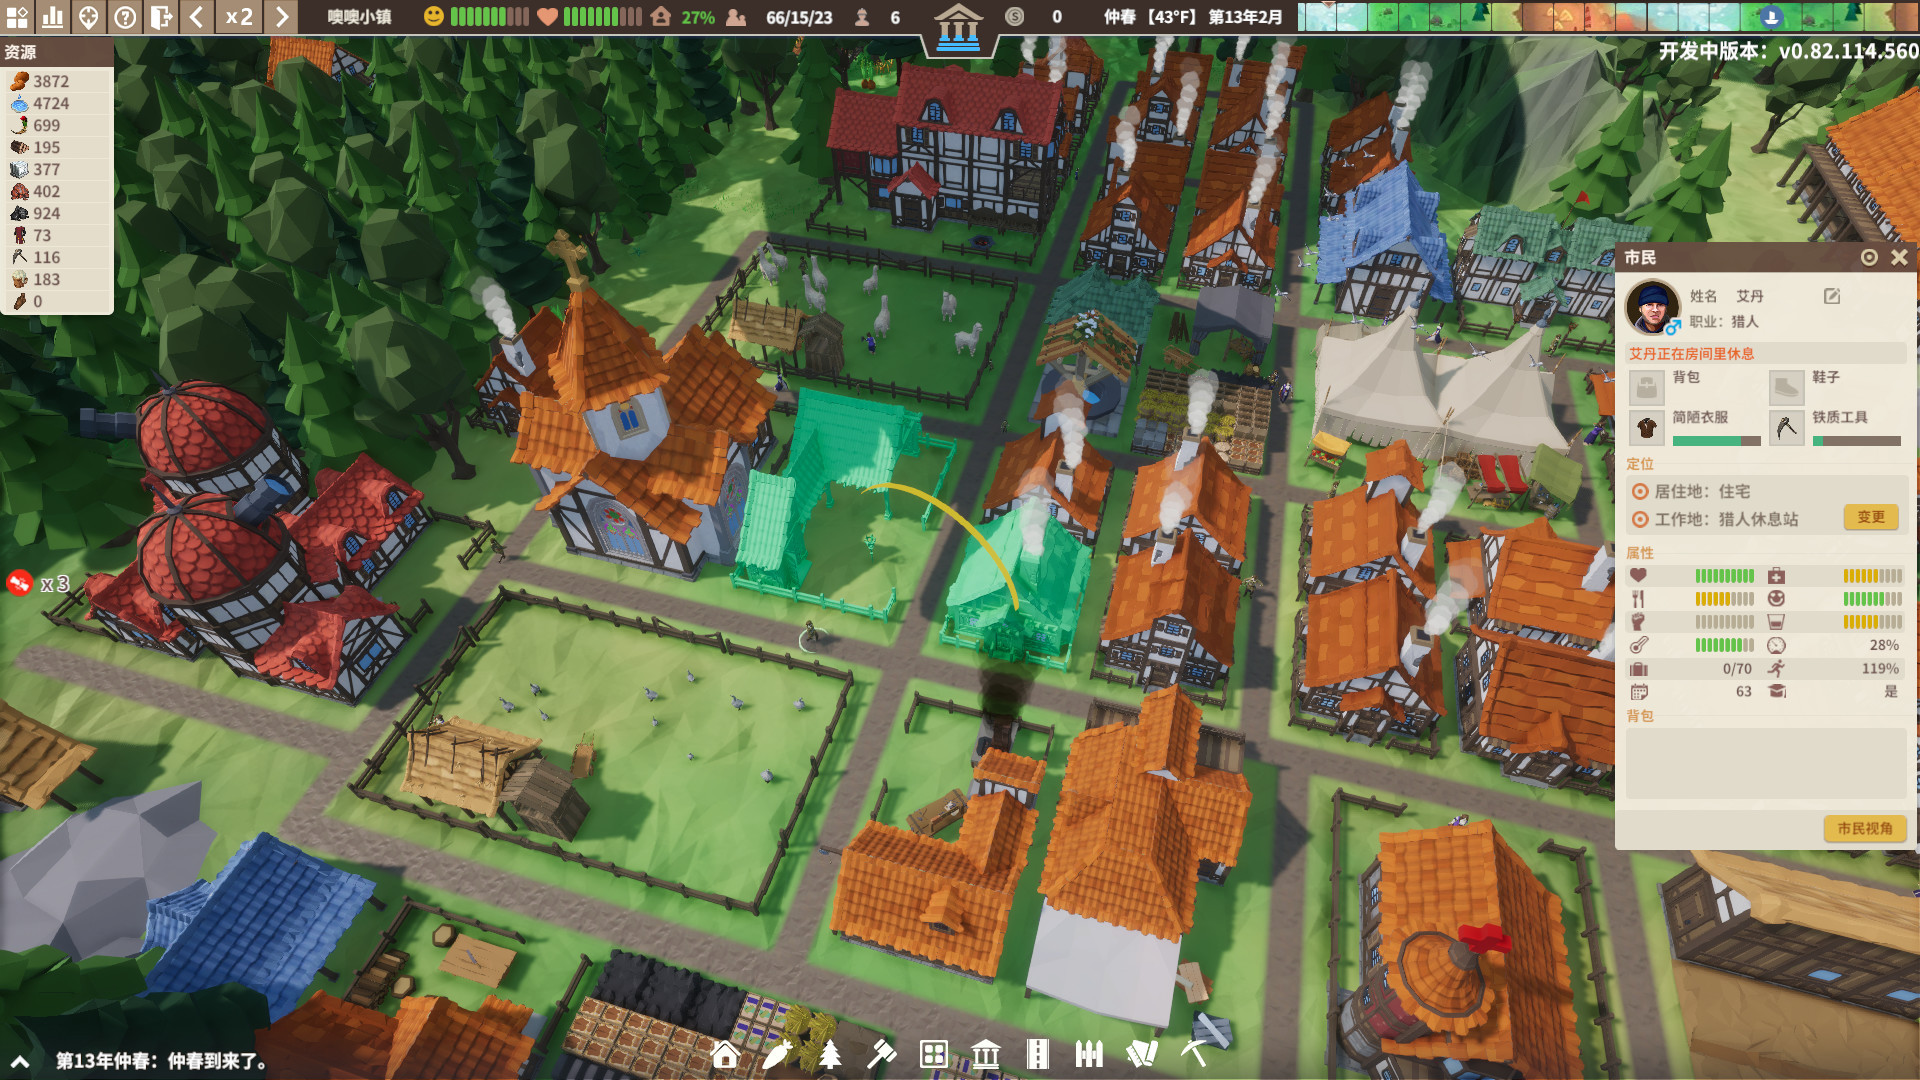 x2
噢噢小镇
27%
66/15/23
6
0
仲春 【43°F】 第13年2月
开发中版本: v0.82.114.560
资源
3872
4724
699
195
377
402
924
73
116
183
0
x 3
市民
姓名 艾丹
职业: 猎人
艾丹正在房间里休息
背包 鞋子
简陋衣服 铁质工具
定位
居住地: 住宅
工作地: 猎人休息站
变更
属性
28%
0/70 119%
63 是
背包
市民视角
第13年仲春: 仲春到来了。